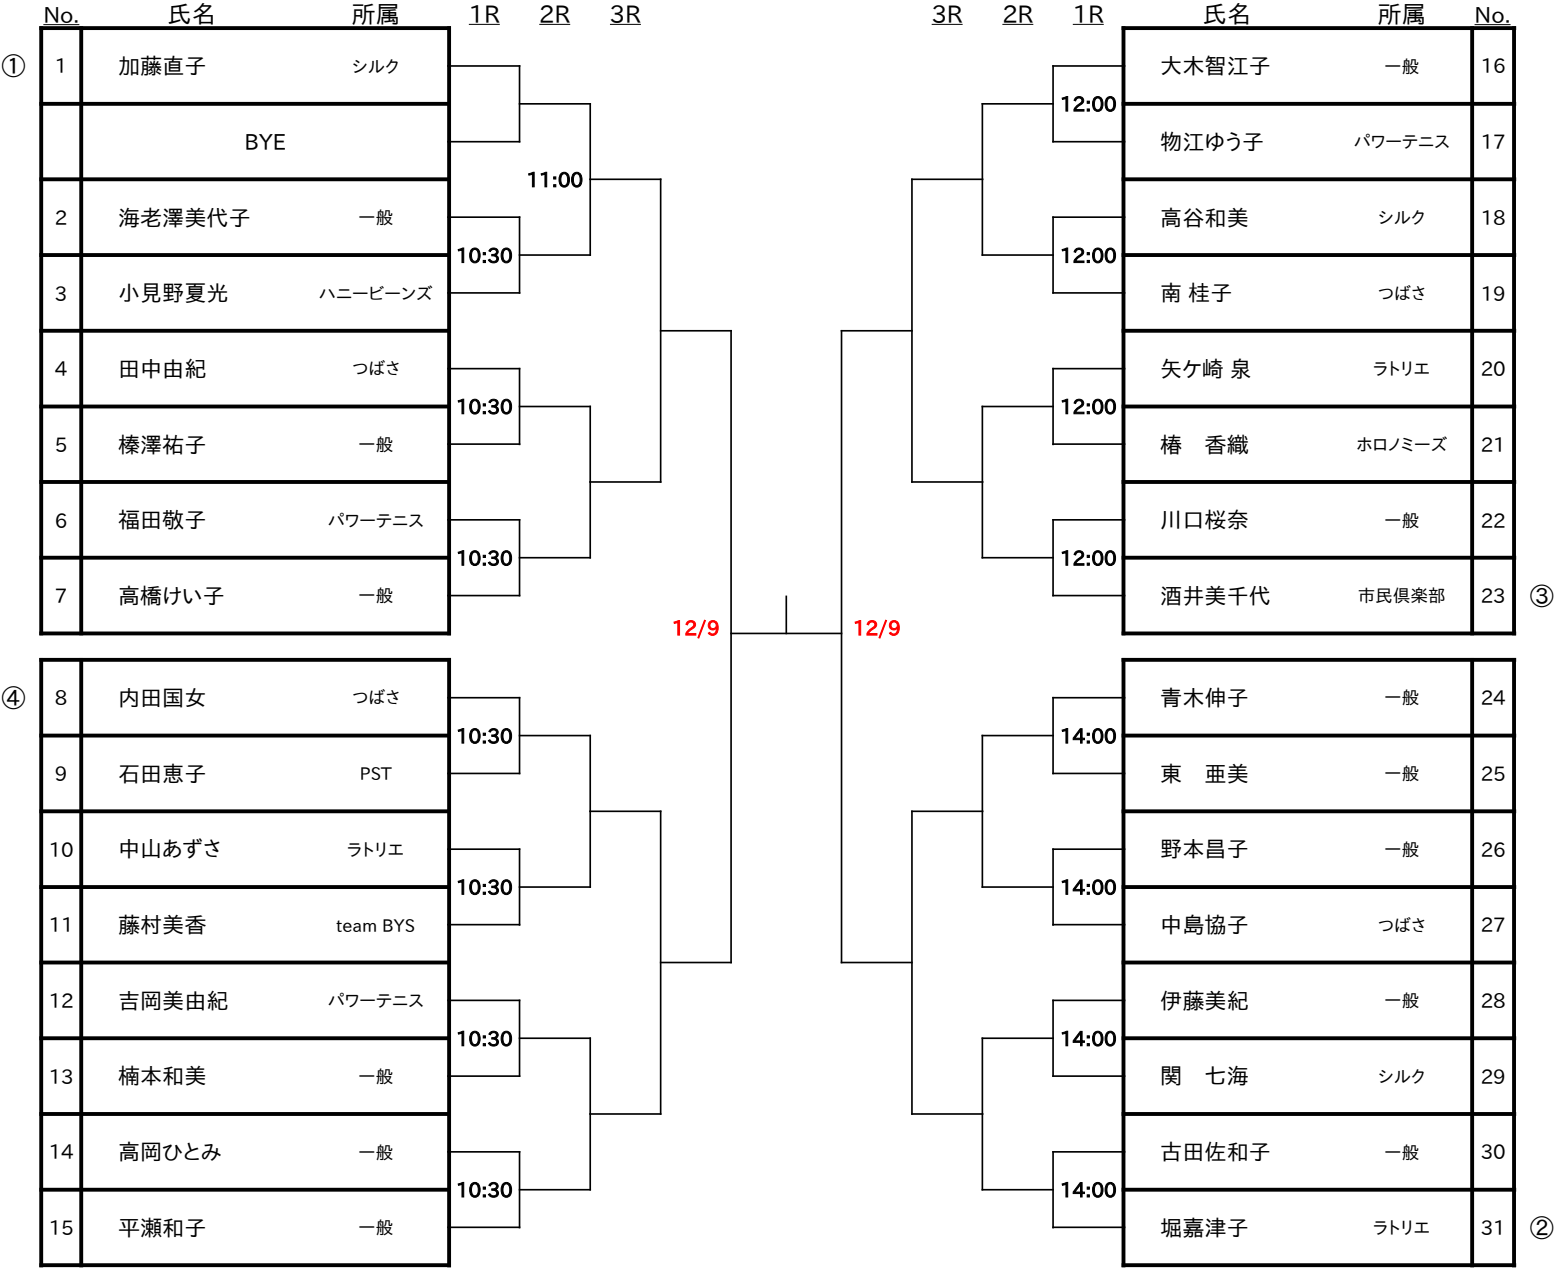 No. 氏名 所属 1R 2R 3R 3R 2R 1R 氏名 所属 No.
① 1 加藤直子 シルク 大木智江子 一般 16
12:00
BYE 物江ゆう子 パワーテニス 17
11:00
2 海老澤美代子 一般 高谷和美 シルク 18
10:30 12:00
3 小見野夏光 ハニービーンズ 南 桂子 つばさ 19
4 田中由紀 つばさ 矢ケ崎 泉 ラトリエ 20
10:30 12:00
5 榛澤祐子 一般 椿　香織 ホロノミーズ 21
6 福田敬子 パワーテニス 川口桜奈 一般 22
10:30 12:00
7 高橋けい子 一般 酒井美千代 市民倶楽部 23 ③
12/9 12/9
④ 8 内田国女 つばさ 青木伸子 一般 24
10:30 14:00
9 石田恵子 PST 東　亜美 一般 25
10 中山あずさ ラトリエ 野本昌子 一般 26
10:30 14:00
11 藤村美香 team BYS 中島協子 つばさ 27
12 吉岡美由紀 パワーテニス 伊藤美紀 一般 28
10:30 14:00
13 楠本和美 一般 関　七海 シルク 29
14 高岡ひとみ 一般 古田佐和子 一般 30
10:30 14:00
15 平瀬和子 一般 堀嘉津子 ラトリエ 31 ②